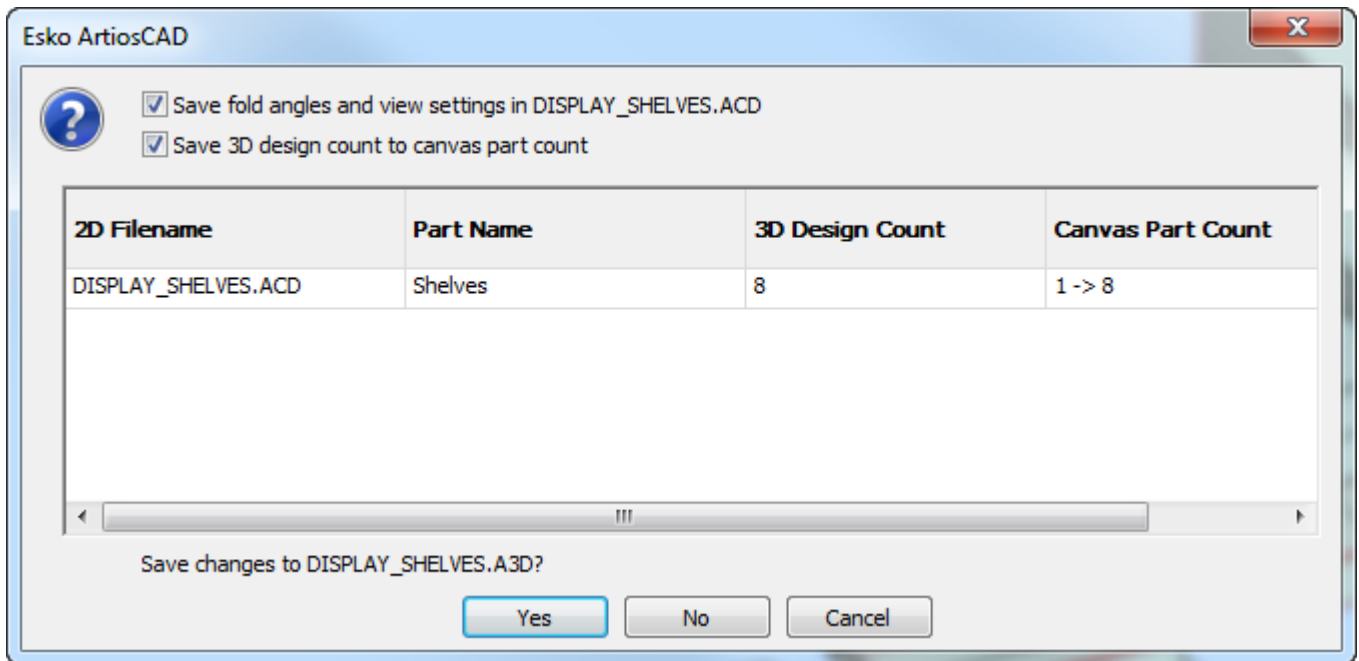 Esko ArtiosCAD
Save fold angles and view settings in DISPLAY_SHELVES.ACD
Save 3D design count to canvas part count
2D Filename Part Name 3D Design Count Canvas Part Count
DISPLAY_SHELVES.ACD Shelves 8 1 -> 8
Save changes to DISPLAY_SHELVES.A3D?
Yes No Cancel